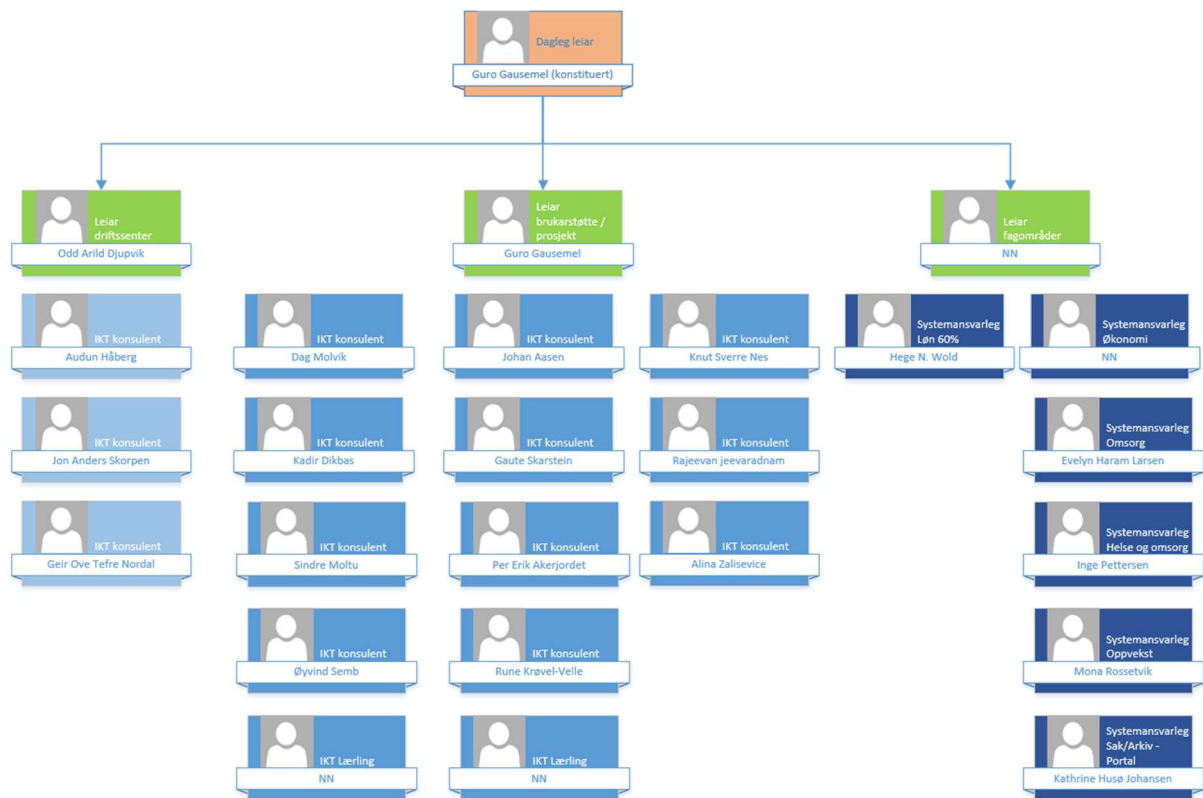 Dagleg leiar
Guro Gausemel (konstituert)
Leiar
driftssenter
Odd Arild Djupvik
Leiar
brukarstøtte /
prosjekt
Guro Gausemel
Leiar
fagområder
NN
IKT konsulent
Audun Håberg
IKT konsulent
Dag Molvik
IKT konsulent
Johan Aasen
IKT konsulent
Knut Sverre Nes
Systemansvarleg
Løn 60%
Hege N. Wold
Systemansvarleg
Økonomi
NN
IKT konsulent
Jon Anders Skorpen
IKT konsulent
Kadir Dikbas
IKT konsulent
Gaute Skarstein
IKT konsulent
Rajeevan jeevaradnam
Systemansvarleg
Omsorg
Evelyn Haram Larsen
IKT konsulent
Geir Ove Tefre Nordal
IKT konsulent
Sindre Moltu
IKT konsulent
Per Erik Akerjordet
IKT konsulent
Alina Zalisevice
Systemansvarleg
Helse og omsorg
Inge Pettersen
IKT konsulent
Øyvind Semb
IKT konsulent
Rune Krøvel-Velle
Systemansvarleg
Oppvekst
Mona Rossetvik
IKT Lærling
NN
IKT Lærling
NN
Systemansvarleg
Sak/Arkiv -
Portal
Kathrine Husø Johansen